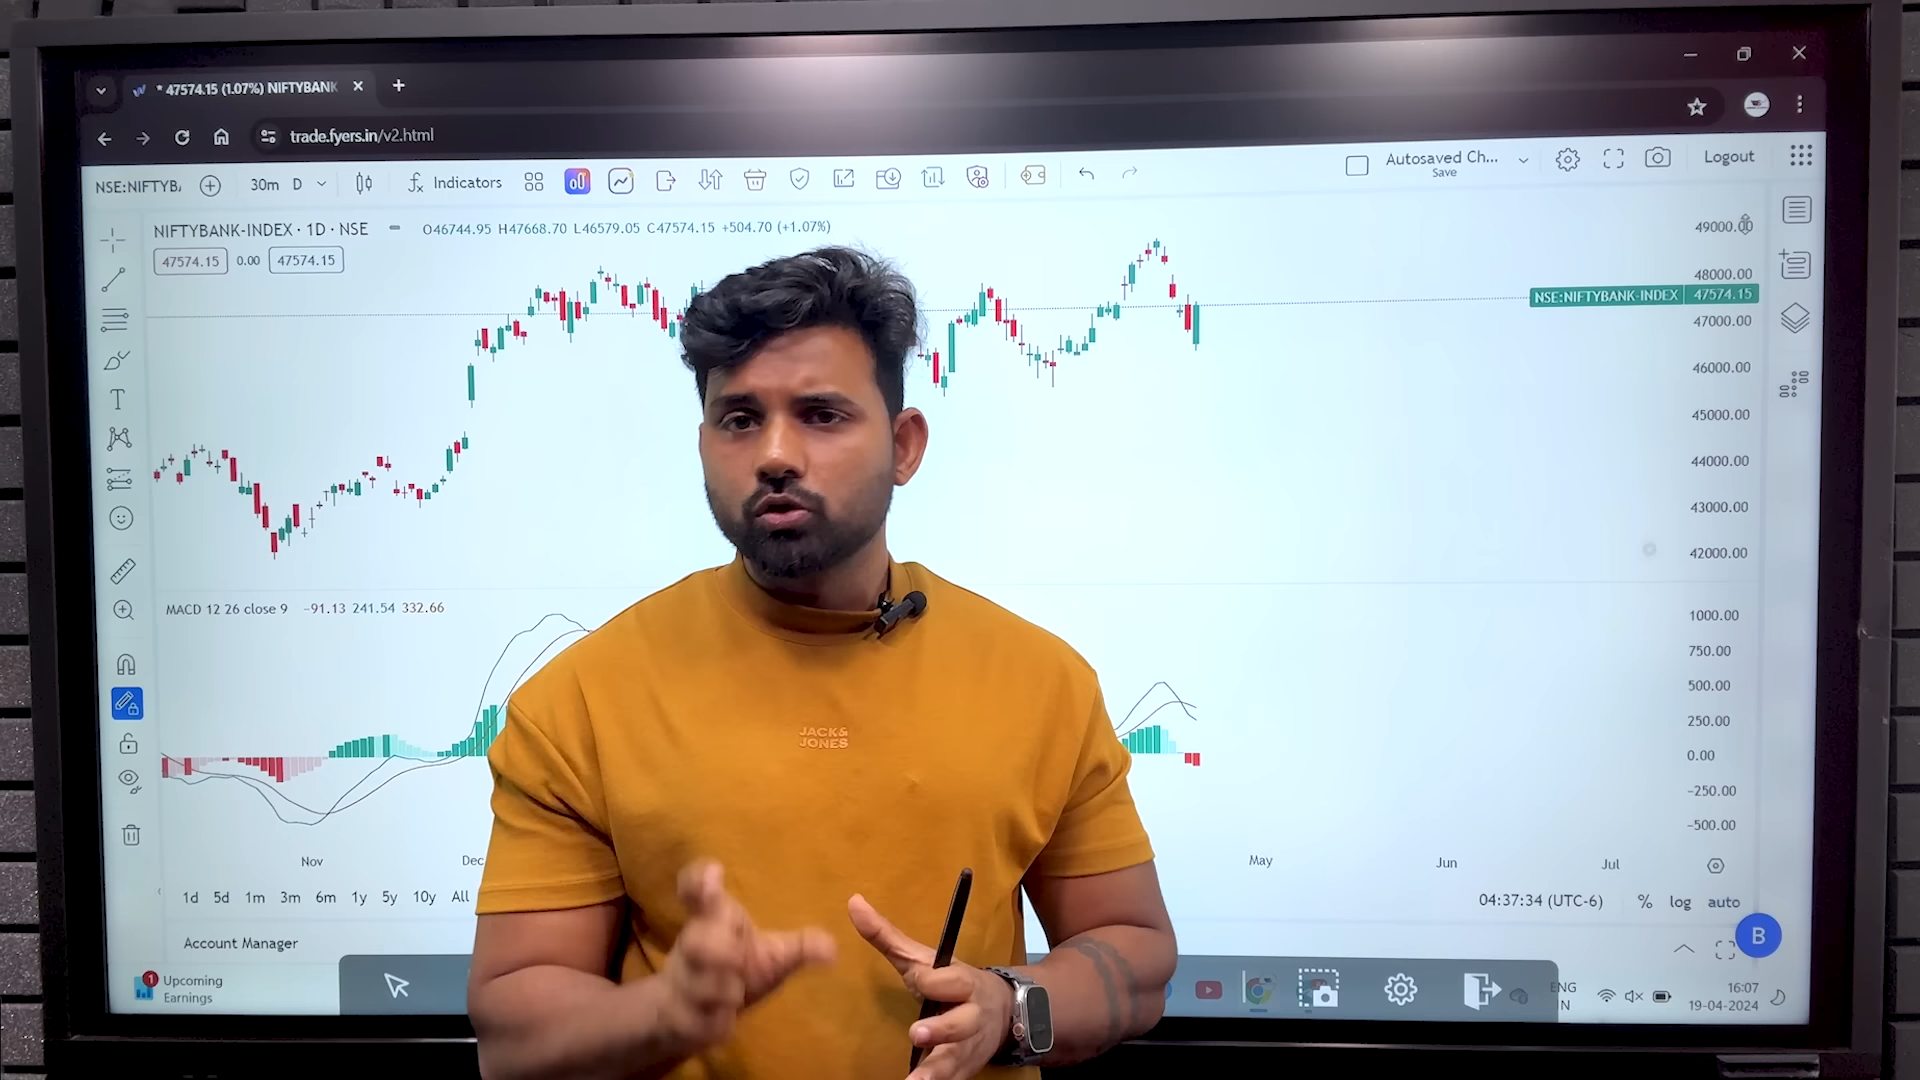 * 47574.15 (1.07%) NIFTYBANK
trade.fyers.in/v2.html
NSE:NIFTYB,
30m D
Indicators
Autosaved Ch...
Save
Logout
NIFTYBANK-INDEX · 1D · NSE
O46744.95 H47668.70 L46579.05 C47574.15 +504.70 (+1.07%)
47574.15 0.00 47574.15
49000.00
48000.00
NSE:NIFTYBANK-INDEX 47574.15
47000.00
46000.00
45000.00
44000.00
43000.00
42000.00
MACD 12 26 close 9 -91.13 241.54 332.66
1000.00
750.00
500.00
250.00
0.00
-250.00
-500.00
JACK&
JONES
Nov Dec May Jun Jul
1d 5d 1m 3m 6m 1y 5y 10y All
04:37:34 (UTC-6) % log auto
B
Account Manager
1
Upcoming
Earnings
ENG
IN
16:07
19-04-2024